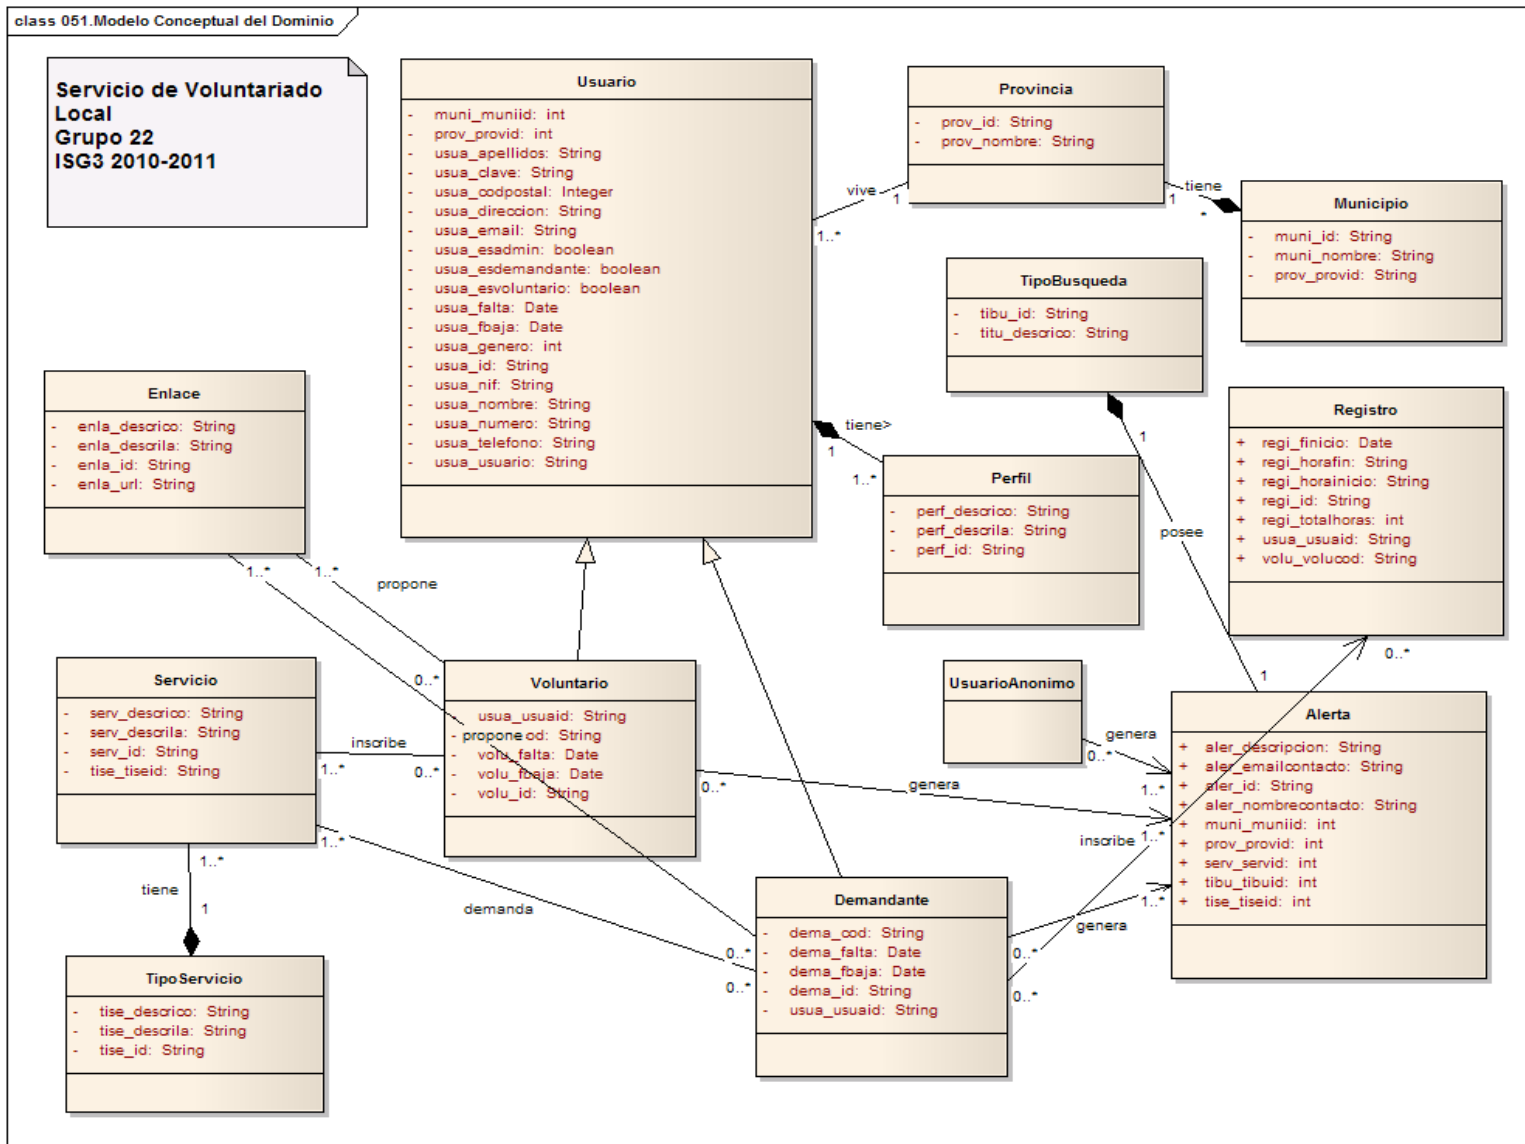 class 051.Modelo Conceptual del Dominio
Servicio de Voluntariado
Local
Grupo 22
ISG3 2010-2011
Usuario
- muni_muniid: int
- prov_provid: int
- usua_apellidos: String
- usua_clave: String
- usua_codpostal: Integer
- usua_direccion: String
- usua_email: String
- usua_esadmin: boolean
- usua_esdemandante: boolean
- usua_esvoluntario: boolean
- usua_falta: Date
- usua_fbaja: Date
- usua_genero: int
- usua_id: String
- usua_nif: String
- usua_nombre: String
- usua_numero: String
- usua_telefono: String
- usua_usuario: String
Provincia
- prov_id: String
- prov_nombre: String
vive
1
1..*
tiene
1
*
Municipio
- muni_id: String
- muni_nombre: String
- prov_provid: String
TipoBusqueda
- tibu_id: String
- titu_descrico: String
Enlace
- enla_descrico: String
- enla_descrila: String
- enla_id: String
- enla_url: String
Registro
+ regi_finicio: Date
+ regi_horafin: String
+ regi_horainicio: String
+ regi_id: String
+ regi_totalhoras: int
+ usua_usuaid: String
+ volu_volucod: String
tiene>
1
1..*
Perfil
- perf_descrico: String
- perf_descrila: String
- perf_id: String
1
posee
1
1..*
1..*
propone
0..*
Servicio
- serv_descrico: String
- serv_descrila: String
- serv_id: String
- tise_tiseid: String
Voluntario
usua_usuaid: String
- propone od: String
- volu_falta: Date
- volu_fbaja: Date
- volu_id: String
inscribe
1..*
0..*
UsuarioAnonimo
genera
0..*
1..*
0..*
Alerta
+ aler_descripcion: String
+ aler_emailcontacto: String
+ aler_id: String
+ aler_nombrecontacto: String
+ muni_muniid: int
+ prov_provid: int
+ serv_servid: int
+ tibu_tibuid: int
+ tise_tiseid: int
0..*
genera
1..*
inscribe
1..*
genera
0..*
0..*
1..*
demanda
0..*
0..*
1..*
tiene
1
Demandante
- dema_cod: String
- dema_falta: Date
- dema_fbaja: Date
- dema_id: String
- usua_usuaid: String
TipoServicio
- tise_descrico: String
- tise_descrila: String
- tise_id: String